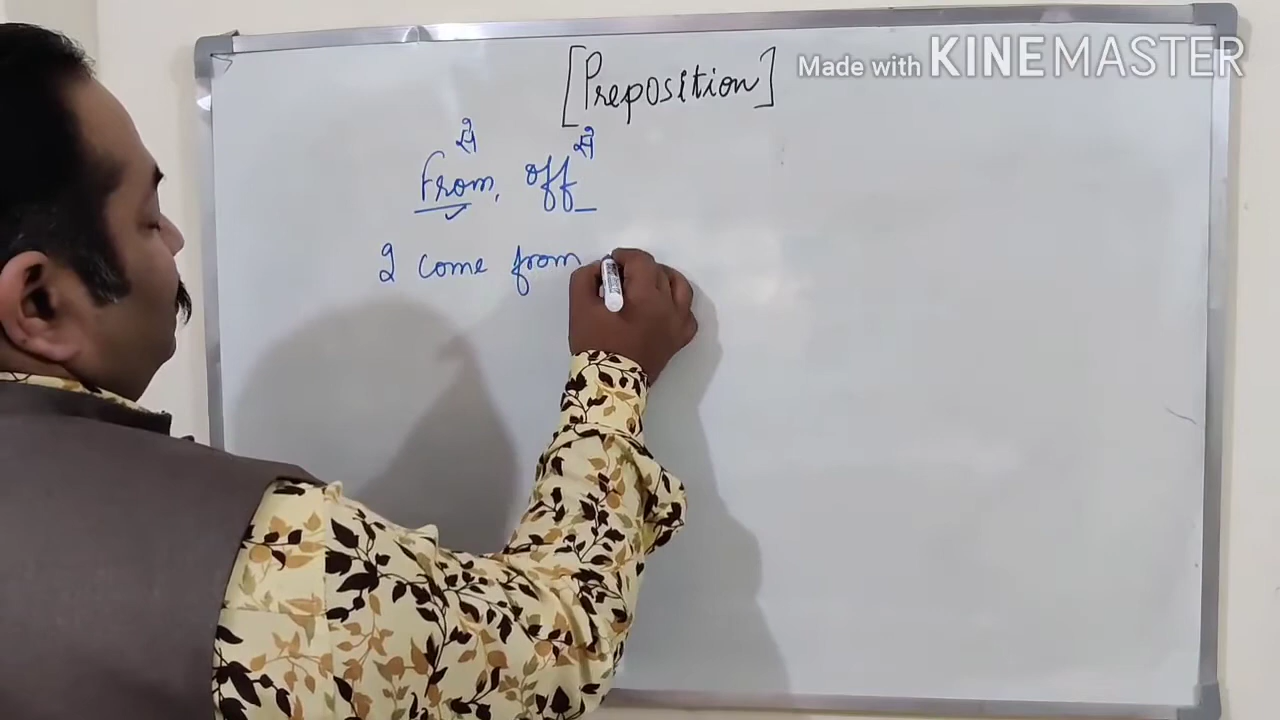 [Preposition]
Made with KINEMASTER
से से
From, off
I come from